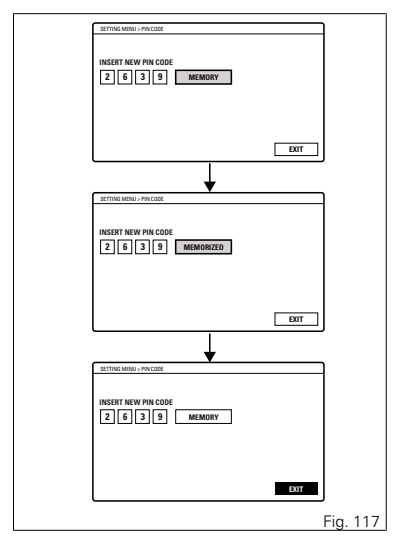 SETTING MENU > PIN CODE
INSERT NEW PIN CODE
2 6 3 9 MEMORY
EXIT
SETTING MENU > PIN CODE
INSERT NEW PIN CODE
2 6 3 9 MEMORIZED
EXIT
SETTING MENU > PIN CODE
INSERT NEW PIN CODE
2 6 3 9 MEMORY
EXIT
Fig. 117